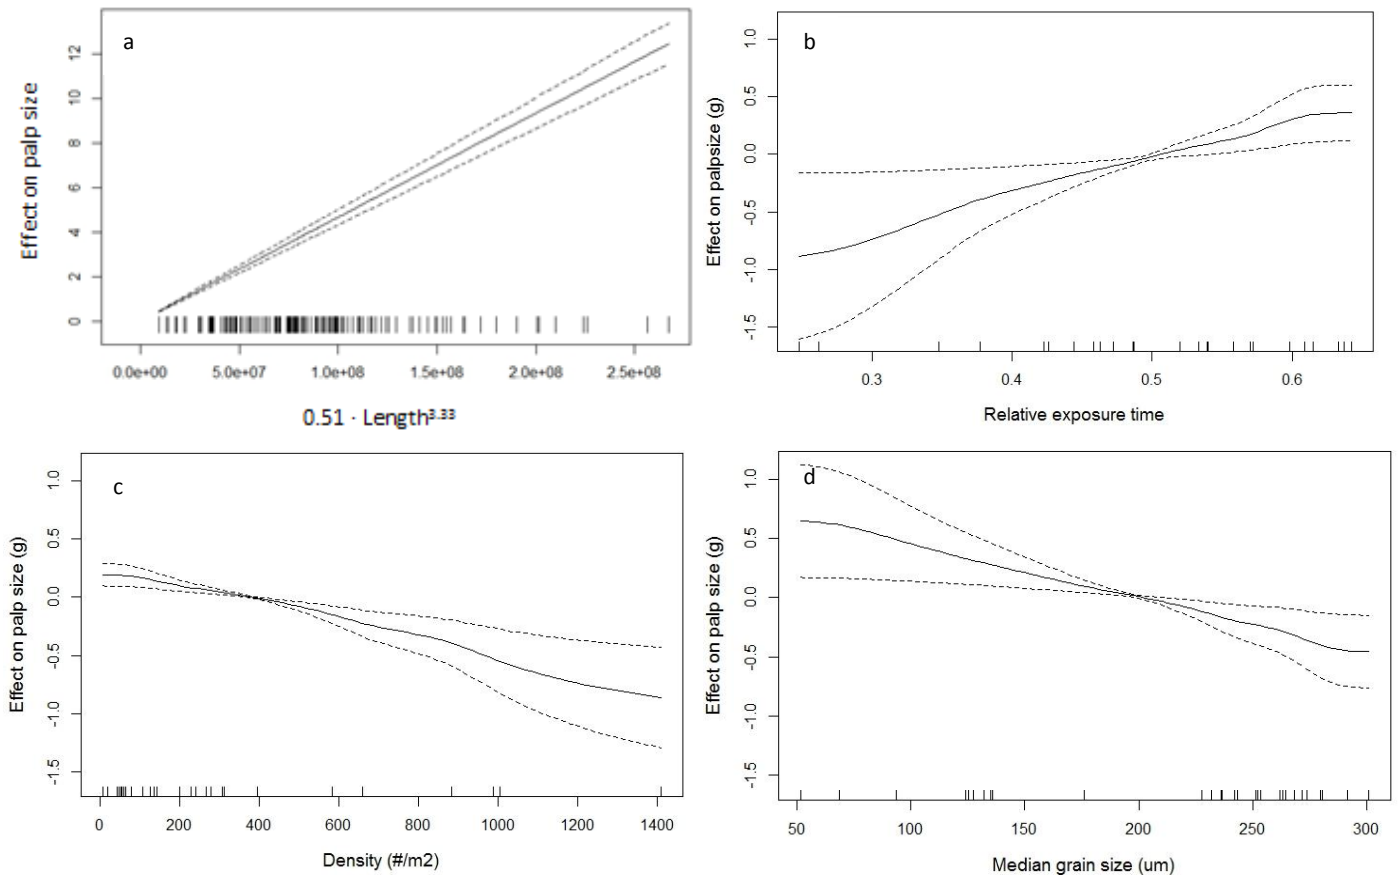 a
Effect on palp size
0 2 4 6 8 10 12
0.0e+00 5.0e+07 1.0e+08 1.5e+08 2.0e+08 2.5e+08
0.51 · Length³·³³
b
Effect on palpsize (g)
-1.5 -1.0 -0.5 0.0 0.5 1.0
0.3 0.4 0.5 0.6
Relative exposure time
c
Effect on palp size (g)
-1.5 -1.0 -0.5 0.0 0.5 1.0
0 200 400 600 800 1000 1200 1400
Density (#/m2)
d
Effect on palp size (g)
-1.5 -1.0 -0.5 0.0 0.5 1.0
50 100 150 200 250 300
Median grain size (um)